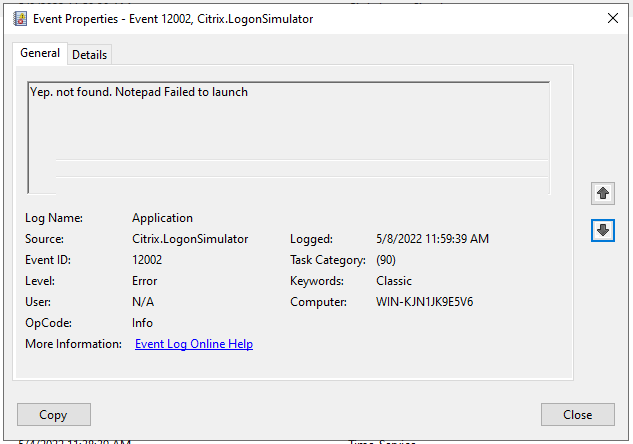 Event Properties - Event 12002, Citrix.LogonSimulator
General Details
Yep. not found. Notepad Failed to launch
Log Name: Application
Source: Citrix.LogonSimulator Logged: 5/8/2022 11:59:39 AM
Event ID: 12002 Task Category: (90)
Level: Error Keywords: Classic
User: N/A Computer: WIN-KJN1JK9E5V6
OpCode: Info
More Information: Event Log Online Help
Copy Close